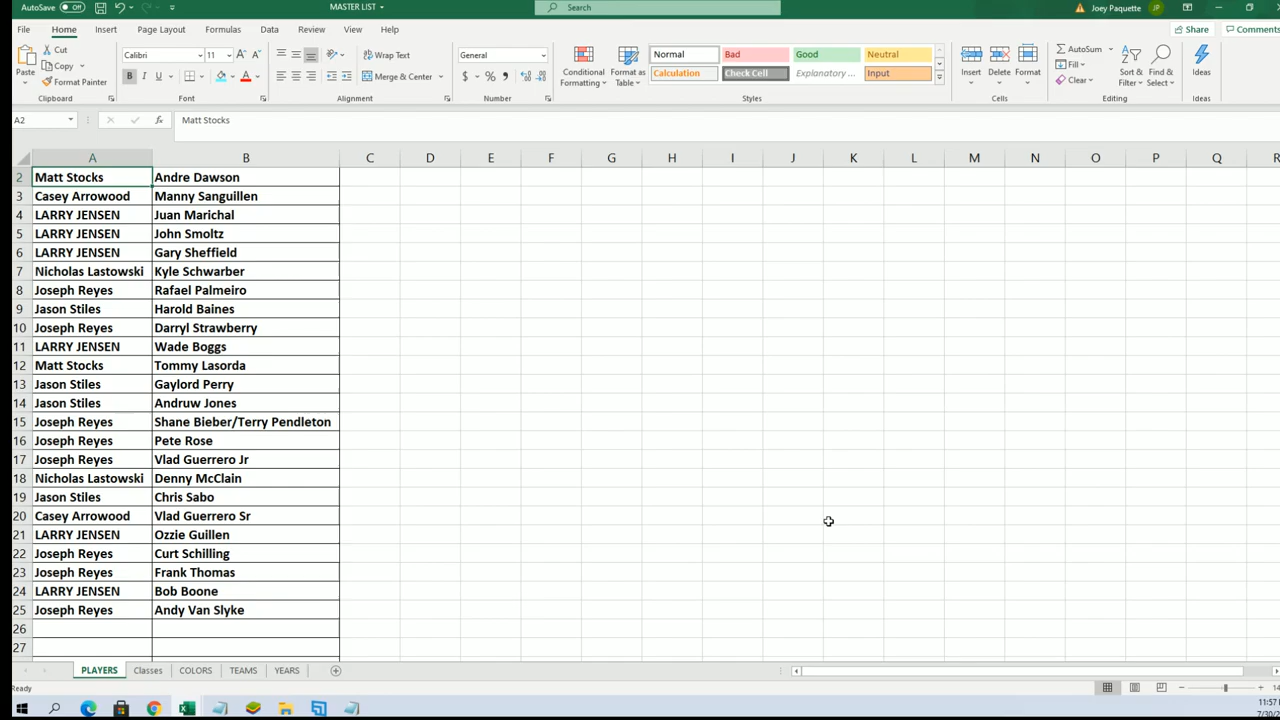 AutoSave Off MASTER LIST Search Joey Paquette JP
File Home Insert Page Layout Formulas Data Review View Help Share Comments
Paste Cut Copy Format Painter Clipboard
Calibri 11 B I U Font
Wrap Text Merge & Center Alignment
General $ % Number
Conditional Formatting Format as Table
Normal Bad Good Neutral
Calculation Check Cell Explanatory ... Input
Styles
Insert Delete Format Cells
AutoSum Fill Clear Sort & Filter Find & Select Editing
Ideas Ideas
A2 fx Matt Stocks
A B C D E F G H I J K L M N O P Q R
2 Matt Stocks Andre Dawson
3 Casey Arrowood Manny Sanguillen
4 LARRY JENSEN Juan Marichal
5 LARRY JENSEN John Smoltz
6 LARRY JENSEN Gary Sheffield
7 Nicholas Lastowski Kyle Schwarber
8 Joseph Reyes Rafael Palmeiro
9 Jason Stiles Harold Baines
10 Joseph Reyes Darryl Strawberry
11 LARRY JENSEN Wade Boggs
12 Matt Stocks Tommy Lasorda
13 Jason Stiles Gaylord Perry
14 Jason Stiles Andruw Jones
15 Joseph Reyes Shane Bieber/Terry Pendleton
16 Joseph Reyes Pete Rose
17 Joseph Reyes Vlad Guerrero Jr
18 Nicholas Lastowski Denny McClain
19 Jason Stiles Chris Sabo
20 Casey Arrowood Vlad Guerrero Sr
21 LARRY JENSEN Ozzie Guillen
22 Joseph Reyes Curt Schilling
23 Joseph Reyes Frank Thomas
24 LARRY JENSEN Bob Boone
25 Joseph Reyes Andy Van Slyke
26
27
PLAYERS Classes COLORS TEAMS YEARS
Ready
11:57
7/30/2